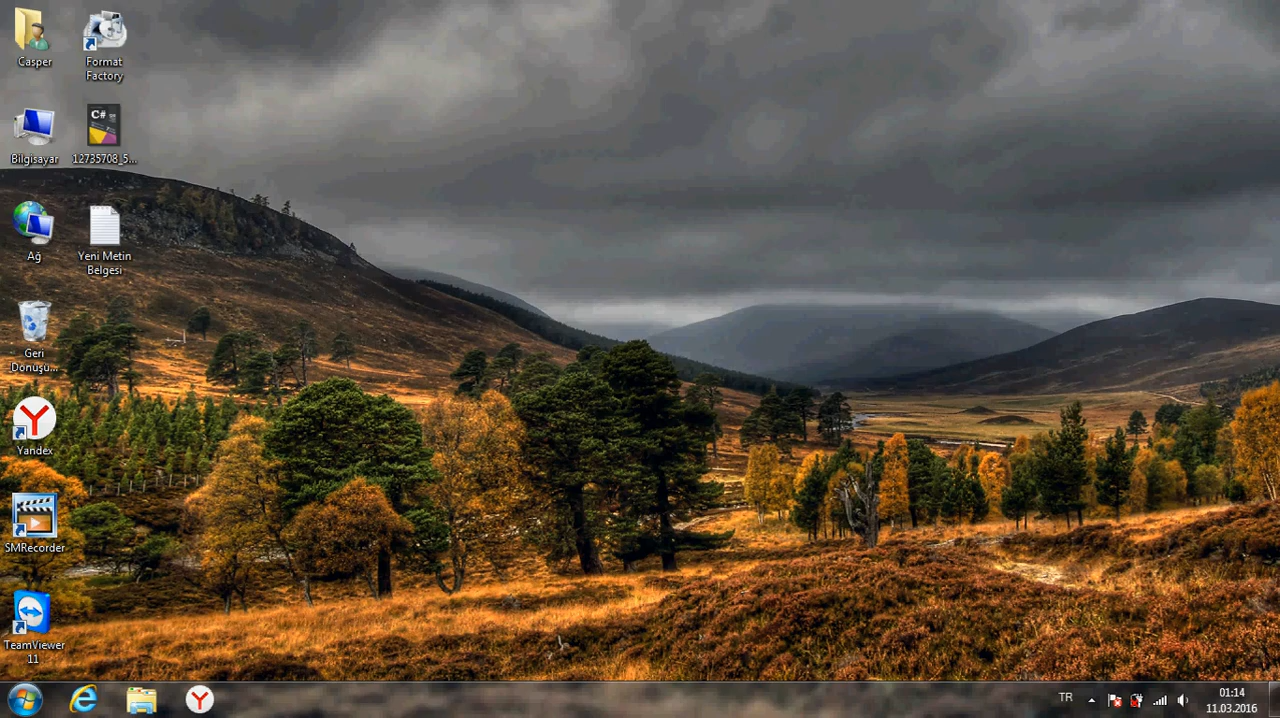 Casper
Format
Factory
Bilgisayar
C#
12735708_5...
Ağ
Yeni Metin
Belgesi
Geri
Dönüşü...
Yandex
SMRecorder
TeamViewer
11
TR
01:14
11.03.2016